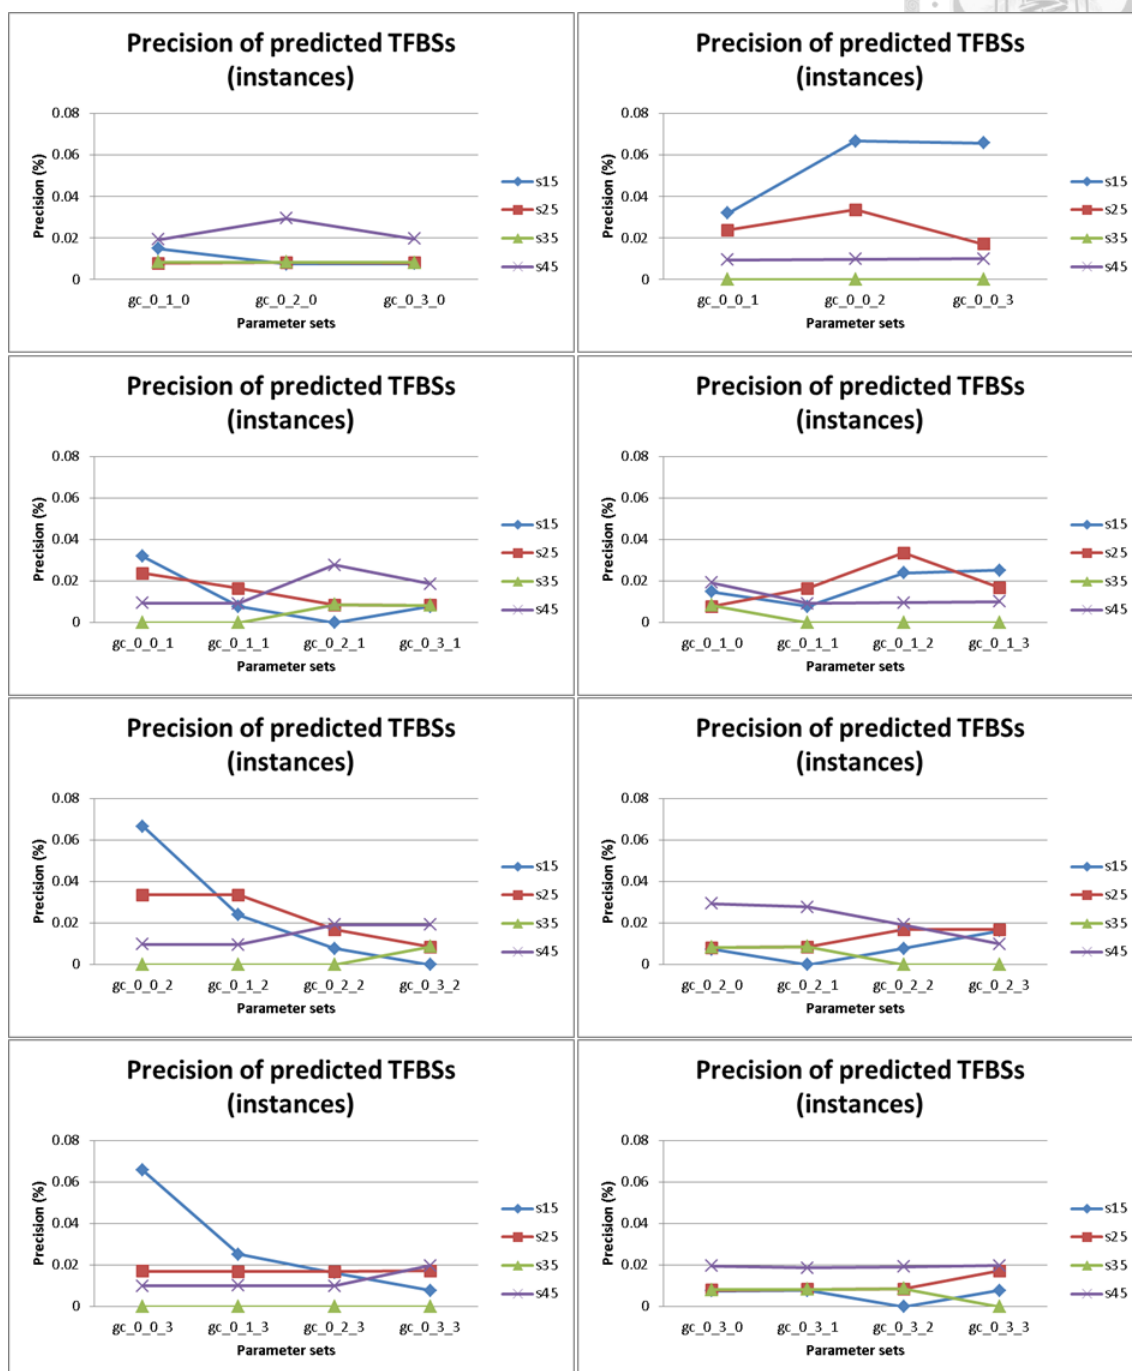 Precision of predicted TFBSs
(instances)
0.08
0.06
0.04
0.02
0
Precision (%)
gc_0_1_0
gc_0_2_0
gc_0_3_0
Parameter sets
s15
s25
s35
s45
Precision of predicted TFBSs
(instances)
0.08
0.06
0.04
0.02
0
Precision (%)
gc_0_0_1
gc_0_0_2
gc_0_0_3
Parameter sets
s15
s25
s35
s45
Precision of predicted TFBSs
(instances)
0.08
0.06
0.04
0.02
0
Precision (%)
gc_0_0_1
gc_0_1_1
gc_0_2_1
gc_0_3_1
Parameter sets
s15
s25
s35
s45
Precision of predicted TFBSs
(instances)
0.08
0.06
0.04
0.02
0
Precision (%)
gc_0_1_0
gc_0_1_1
gc_0_1_2
gc_0_1_3
Parameter sets
s15
s25
s35
s45
Precision of predicted TFBSs
(instances)
0.08
0.06
0.04
0.02
0
Precision (%)
gc_0_0_2
gc_0_1_2
gc_0_2_2
gc_0_3_2
Parameter sets
s15
s25
s35
s45
Precision of predicted TFBSs
(instances)
0.08
0.06
0.04
0.02
0
Precision (%)
gc_0_2_0
gc_0_2_1
gc_0_2_2
gc_0_2_3
Parameter sets
s15
s25
s35
s45
Precision of predicted TFBSs
(instances)
0.08
0.06
0.04
0.02
0
Precision (%)
gc_0_0_3
gc_0_1_3
gc_0_2_3
gc_0_3_3
Parameter sets
s15
s25
s35
s45
Precision of predicted TFBSs
(instances)
0.08
0.06
0.04
0.02
0
Precision (%)
gc_0_3_0
gc_0_3_1
gc_0_3_2
gc_0_3_3
Parameter sets
s15
s25
s35
s45